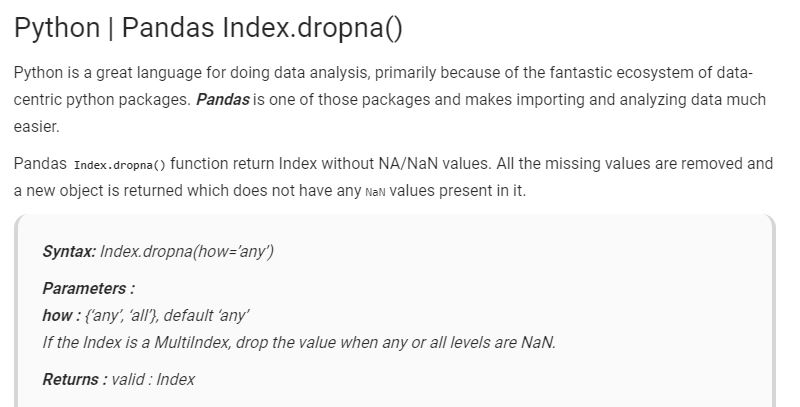 Python | Pandas Index.dropna()
Python is a great language for doing data analysis, primarily because of the fantastic ecosystem of data-
centric python packages. Pandas is one of those packages and makes importing and analyzing data much
easier.
Pandas Index.dropna() function return Index without NA/NaN values. All the missing values are removed and
a new object is returned which does not have any NaN values present in it.
Syntax: Index.dropna(how=’any’)
Parameters :
how : {‘any’, ‘all’}, default ‘any’
If the Index is a MultiIndex, drop the value when any or all levels are NaN.
Returns : valid : Index